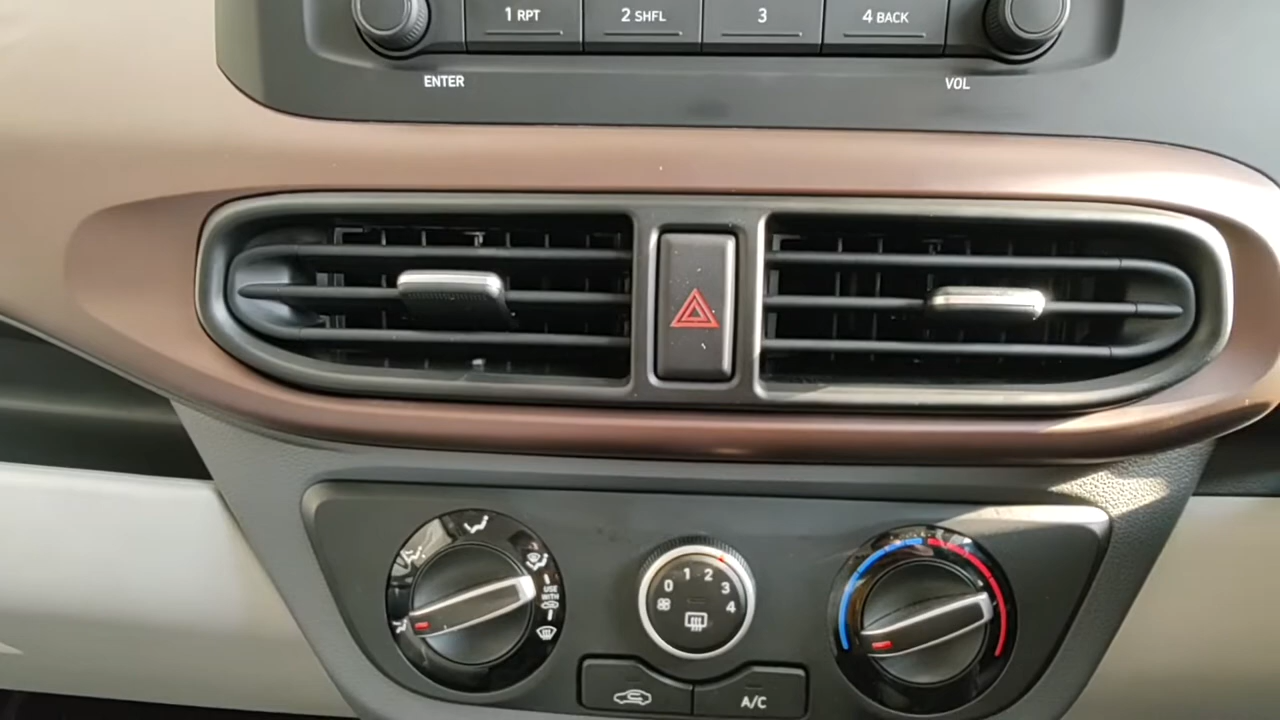 1 RPT
2 SHFL
3
4 BACK
ENTER
VOL
0 1 2 3 4
USE
WITH
A/C